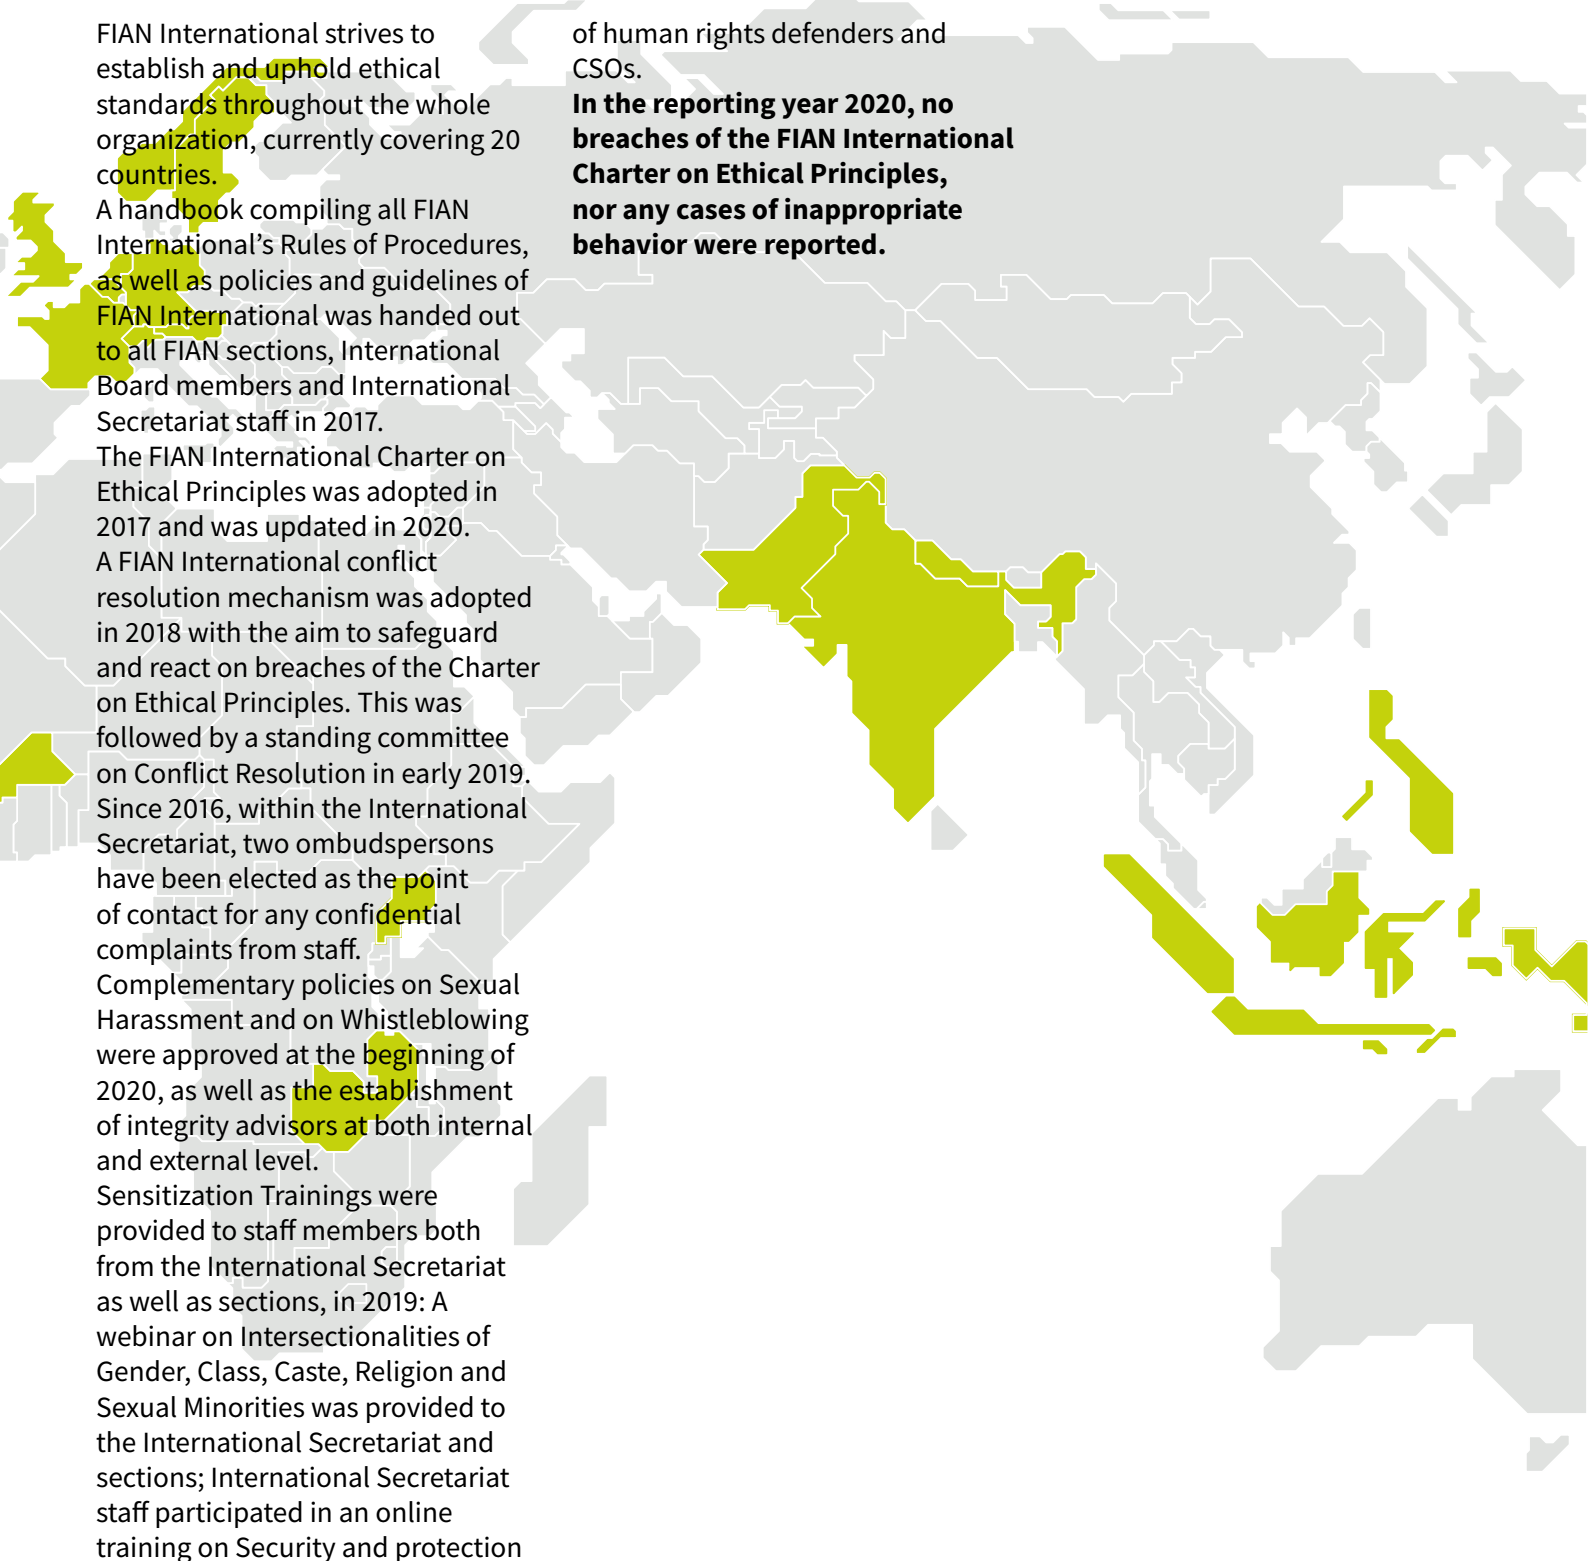 FIAN International strives to
establish and uphold ethical
standards throughout the whole
organization, currently covering 20
countries.
A handbook compiling all FIAN
International's Rules of Procedures,
as well as policies and guidelines of
FIAN International was handed out
to all FIAN sections, International
Board members and International
Secretariat staff in 2017.
The FIAN International Charter on
Ethical Principles was adopted in
2017 and was updated in 2020.
A FIAN International conflict
resolution mechanism was adopted
in 2018 with the aim to safeguard
and react on breaches of the Charter
on Ethical Principles. This was
followed by a standing committee
on Conflict Resolution in early 2019.
Since 2016, within the International
Secretariat, two ombudspersons
have been elected as the point
of contact for any confidential
complaints from staff.
Complementary policies on Sexual
Harassment and on Whistleblowing
were approved at the beginning of
2020, as well as the establishment
of integrity advisors at both internal
and external level.
Sensitization Trainings were
provided to staff members both
from the International Secretariat
as well as sections, in 2019: A
webinar on Intersectionalities of
Gender, Class, Caste, Religion and
Sexual Minorities was provided to
the International Secretariat and
sections; International Secretariat
staff participated in an online
training on Security and protection
of human rights defenders and
CSOs.
In the reporting year 2020, no
breaches of the FIAN International
Charter on Ethical Principles,
nor any cases of inappropriate
behavior were reported.